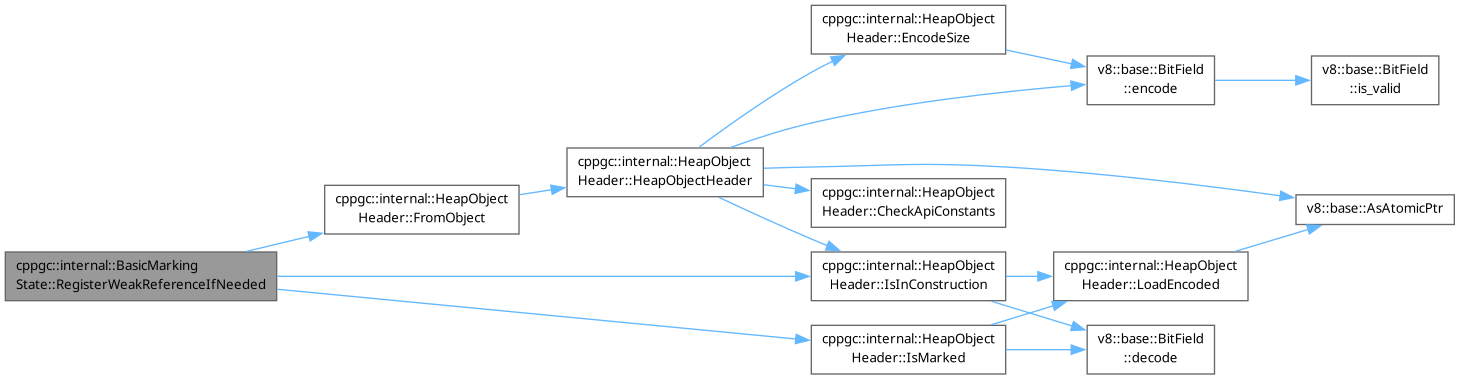 cppgc::internal::BasicMarking
State::RegisterWeakReferenceIfNeeded
cppgc::internal::HeapObject
Header::FromObject
cppgc::internal::HeapObject
Header::HeapObjectHeader
cppgc::internal::HeapObject
Header::EncodeSize
v8::base::BitField
::encode
v8::base::BitField
::is_valid
cppgc::internal::HeapObject
Header::CheckApiConstants
v8::base::AsAtomicPtr
cppgc::internal::HeapObject
Header::IsInConstruction
cppgc::internal::HeapObject
Header::LoadEncoded
cppgc::internal::HeapObject
Header::IsMarked
v8::base::BitField
::decode